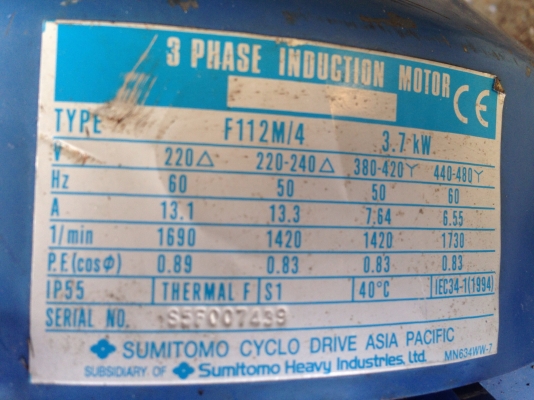 3 PHASE INDUCTION MOTOR
CE
TYPE F112M/4 3.7 kW
V 220△ 220-240△ 380-420Y 440-480Y
Hz 60 50 50 60
A 13.1 13.3 7.64 6.55
1/min 1690 1420 1420 1730
P.F.(cosΦ) 0.89 0.83 0.83 0.83
IP55 THERMAL F S1 40°C IEC34-1(1994)
SERIAL NO. S5F007439
SUMITOMO CYCLO DRIVE ASIA PACIFIC
SUBSIDIARY OF Sumitomo Heavy Industries, Ltd. MN634WW-7